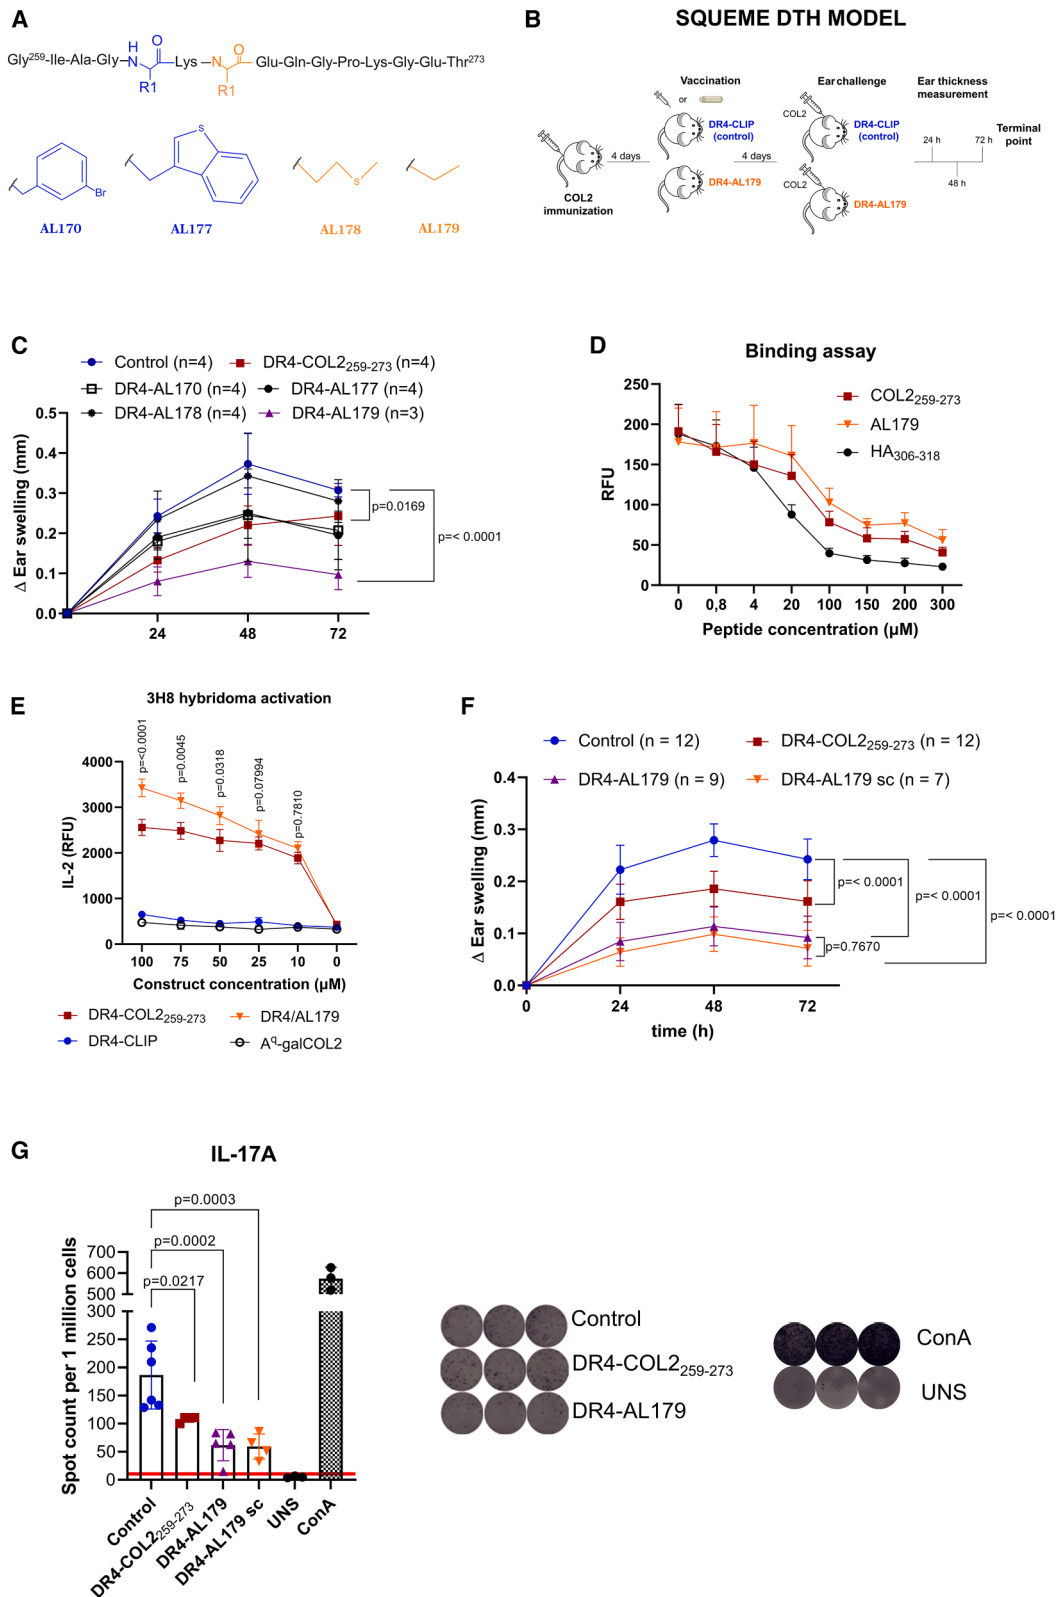 A
Gly259-Ile-Ala-Gly
H
N
O
R1
Lys
N
O
R1
Glu-Gln-Gly-Pro-Lys-Gly-Glu-Thr273
Br
AL170
S
AL177
S
AL178
AL179
B
SQUEME DTH MODEL
COL2
immunization
4 days
Vaccination
or
DR4-CLIP
(control)
DR4-AL179
4 days
Ear challenge
COL2
DR4-CLIP
(control)
COL2
DR4-AL179
Ear thickness
measurement
24 h
72 h
48 h
Terminal
point
C
Control (n=4)
DR4-COL2259-273 (n=4)
DR4-AL170 (n=4)
DR4-AL177 (n=4)
DR4-AL178 (n=4)
DR4-AL179 (n=3)
Δ Ear swelling (mm)
0.5
0.4
0.3
0.2
0.1
0.0
24
48
72
p=0.0169
p=< 0.0001
D
Binding assay
COL2259-273
AL179
HA306-318
RFU
250
200
150
100
50
0
0
0,8
4
20
100
150
200
300
Peptide concentration (µM)
E
3H8 hybridoma activation
p=<0.0001
p=0.0045
p=0.0318
p=0.07994
p=0.7810
IL-2 (RFU)
4000
3000
2000
1000
0
100
75
50
25
10
0
Construct concentration (µM)
DR4-COL2259-273
DR4/AL179
DR4-CLIP
Aq-galCOL2
F
Control (n = 12)
DR4-COL2259-273 (n = 12)
DR4-AL179 (n = 9)
DR4-AL179 sc (n = 7)
Δ Ear swelling (mm)
0.4
0.3
0.2
0.1
0.0
0
24
48
72
time (h)
p=< 0.0001
p=< 0.0001
p=< 0.0001
p=0.7670
G
IL-17A
p=0.0003
p=0.0002
p=0.0217
Spot count per 1 million cells
700
600
500
300
200
150
100
50
0
Control
DR4-COL2259-273
DR4-AL179
DR4-AL179 sc
UNS
ConA
Control
DR4-COL2259-273
DR4-AL179
ConA
UNS